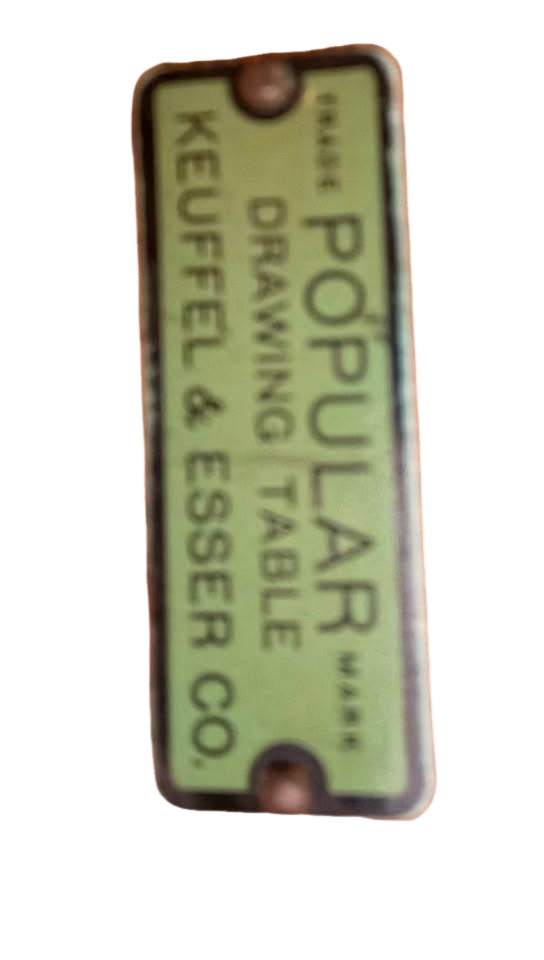 TRADE POPULAR MARK
DRAWING TABLE
KEUFFEL & ESSER CO.